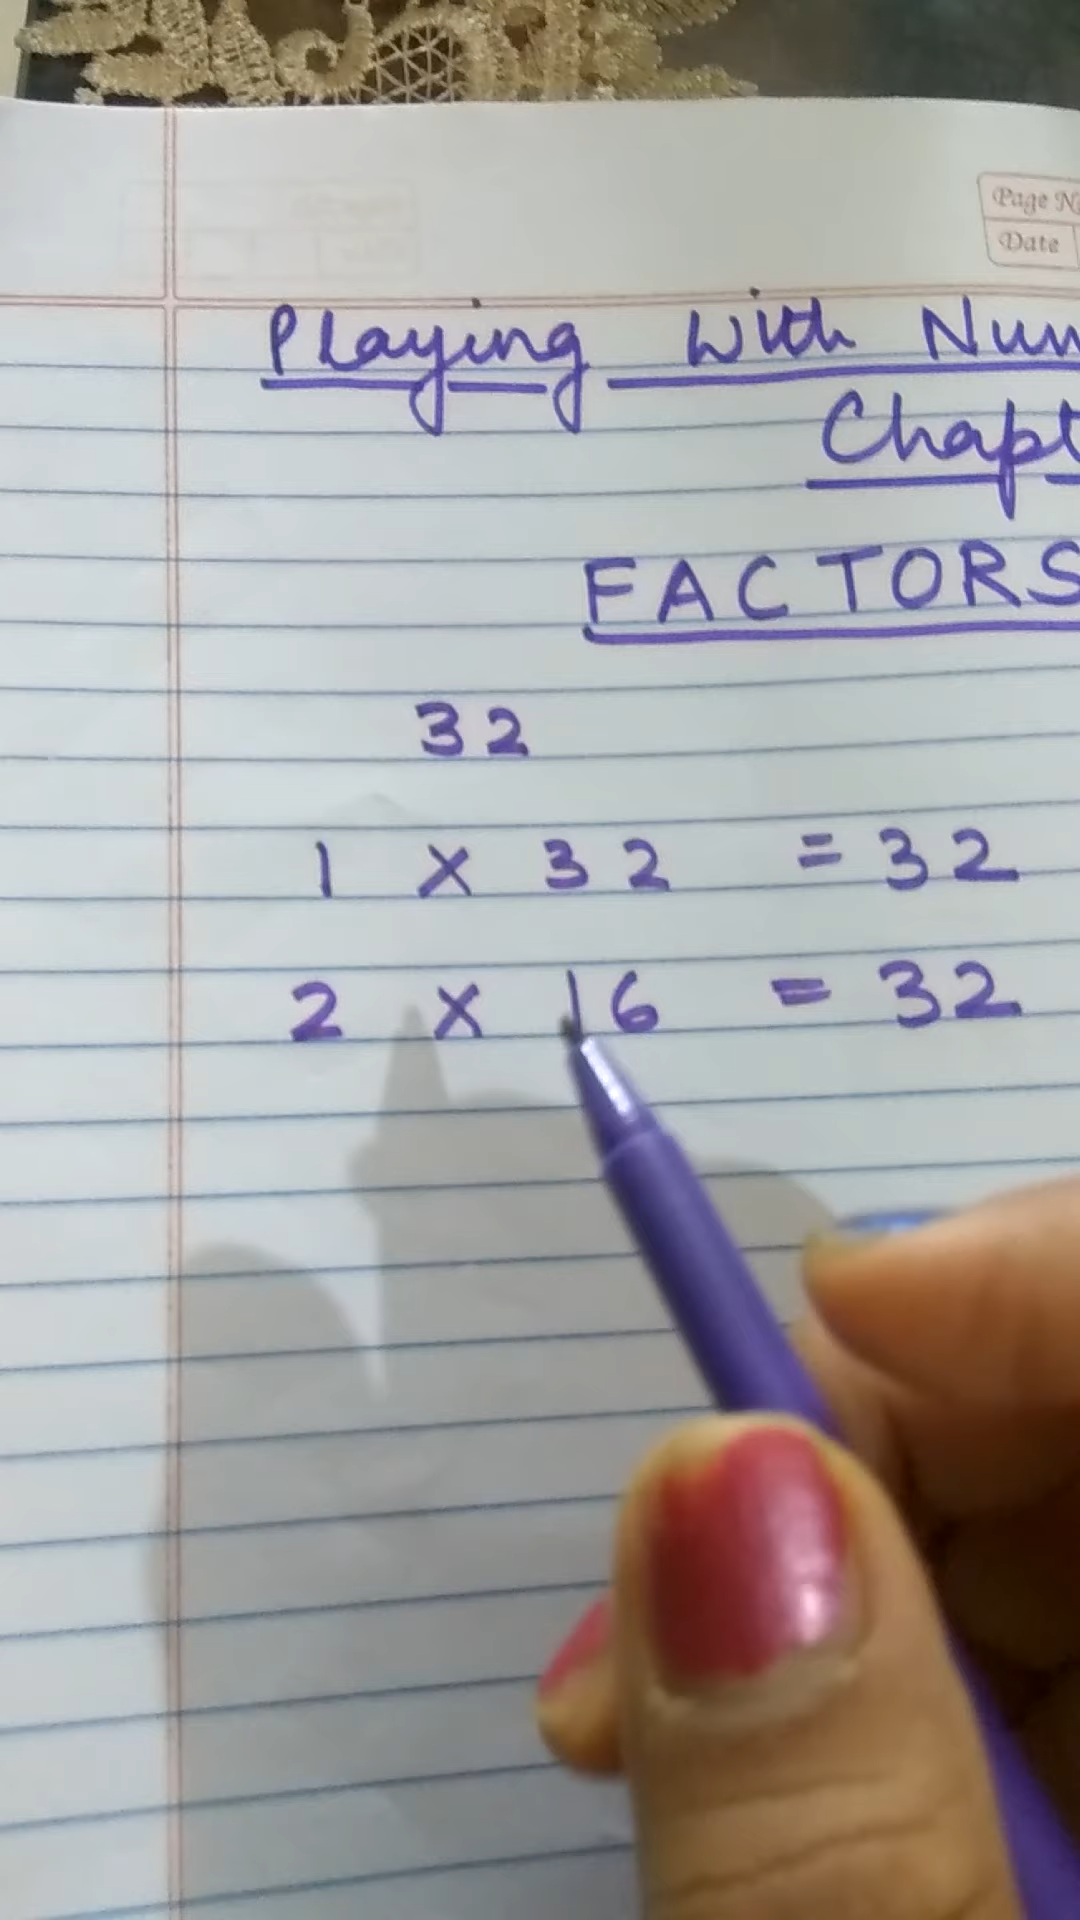 Page N
Date
Playing With Num
Chapt
FACTORS
32
1 x 32 = 32
2 x 16 = 32